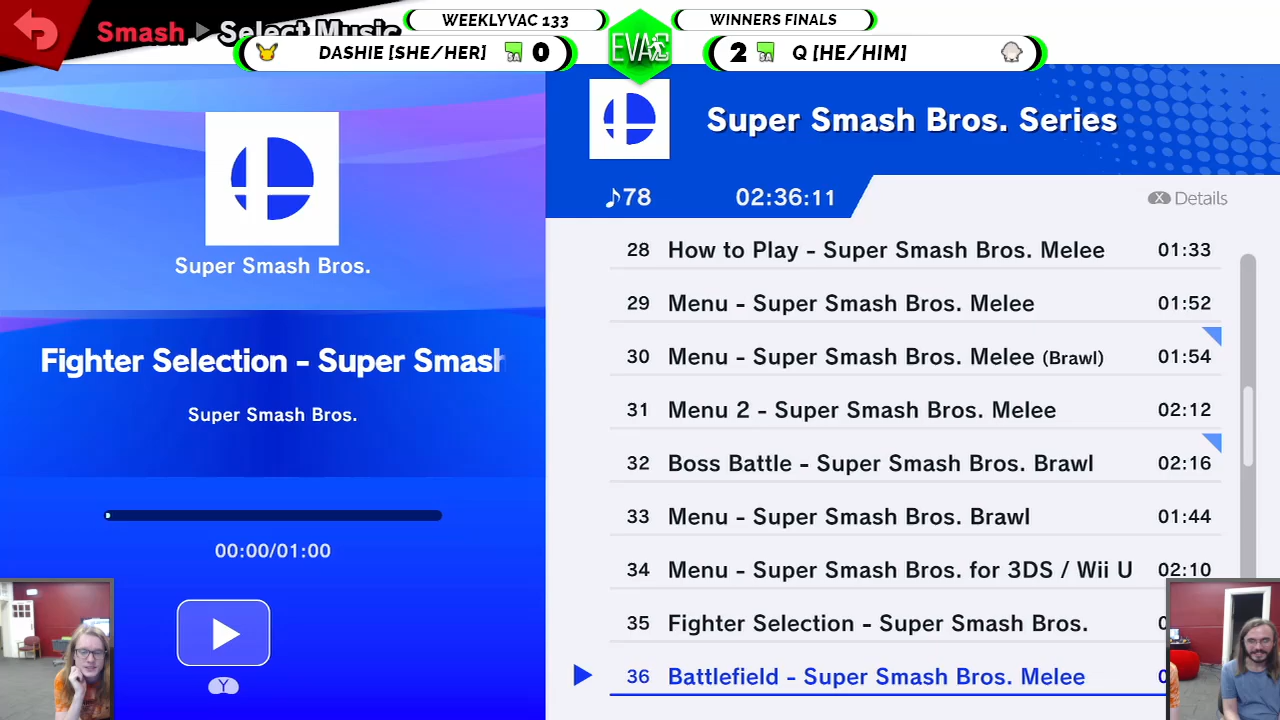 Smash
Select Music
WEEKLYVAC 133
WINNERS FINALS
DASHIE [SHE/HER]
SA
0
EVAC
2
SA
Q [HE/HIM]
Super Smash Bros.
Fighter Selection - Super Smash
Super Smash Bros.
00:00/01:00
Y
Super Smash Bros. Series
♪78
02:36:11
X Details
28 How to Play - Super Smash Bros. Melee 01:33
29 Menu - Super Smash Bros. Melee 01:52
30 Menu - Super Smash Bros. Melee (Brawl) 01:54
31 Menu 2 - Super Smash Bros. Melee 02:12
32 Boss Battle - Super Smash Bros. Brawl 02:16
33 Menu - Super Smash Bros. Brawl 01:44
34 Menu - Super Smash Bros. for 3DS / Wii U 02:10
35 Fighter Selection - Super Smash Bros.
36 Battlefield - Super Smash Bros. Melee